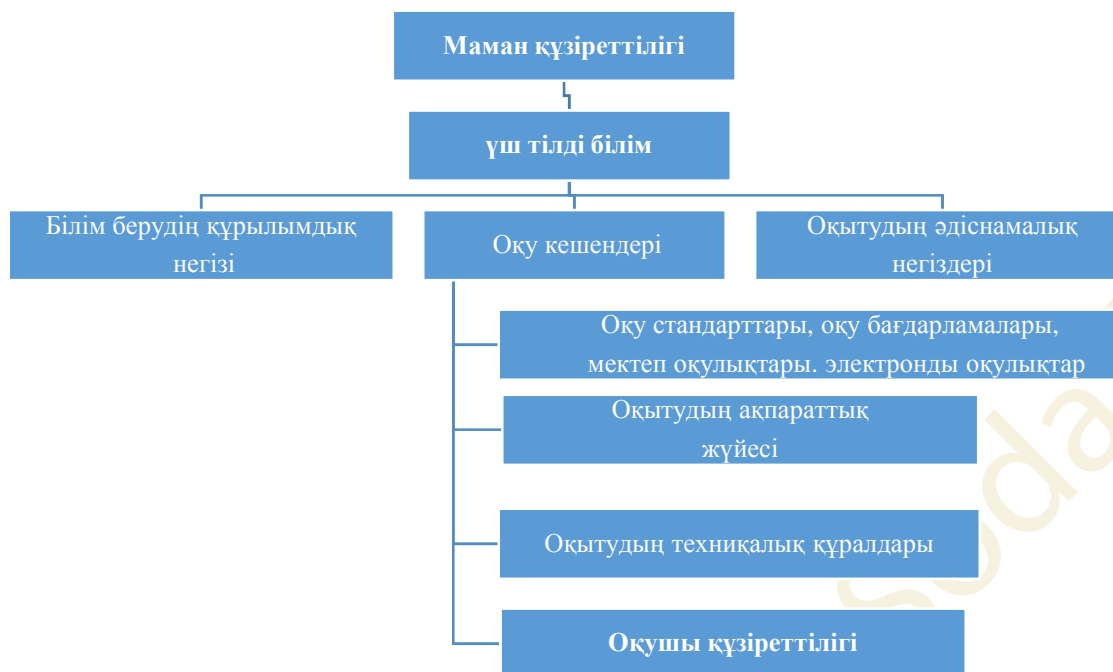 Маман құзіреттілігі
үш тілді білім
Білім берудің құрылымдық
негізі
Оқу кешендері
Оқытудың әдіснамалық
негіздері
Оқу стандарттары, оқу бағдарламалары,
мектеп оқулықтары. электронды оқулықтар
Оқытудың ақпараттық
жүйесі
Оқытудың техниқалық құралдары
Оқушы құзіреттілігі